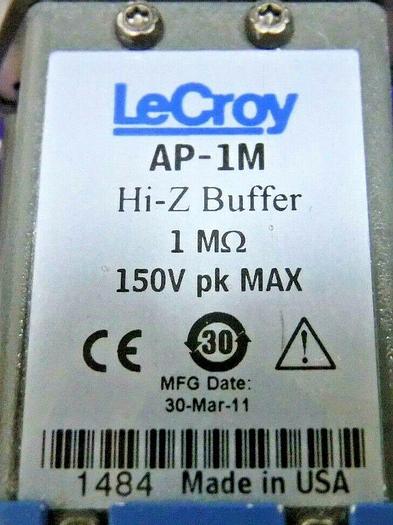 LeCroy
AP-1M
Hi-Z Buffer
1 MΩ
150V pk MAX
CE 30 !
MFG Date:
30-Mar-11
1484 Made in USA